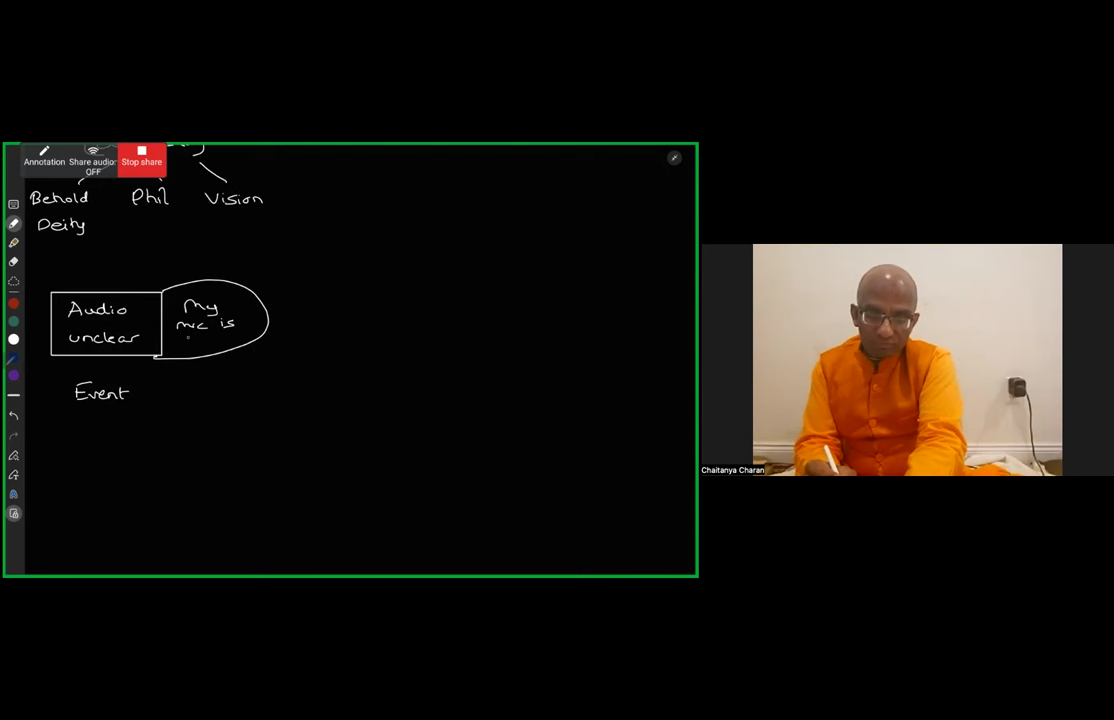 Annotation
Share audio:
OFF
Stop share
Behold Phil Vision
Deity
Audio
unclear
My
mic is
Event
Chaitanya Charan